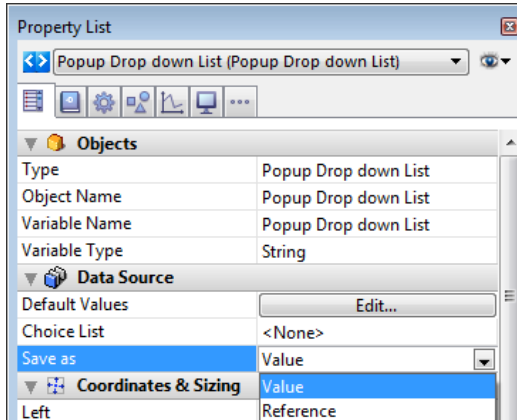 Property List
Popup Drop down List (Popup Drop down List)
Objects
Type Popup Drop down List
Object Name Popup Drop down List
Variable Name Popup Drop down List
Variable Type String
Data Source
Default Values Edit...
Choice List <None>
Save as Value
Coordinates & Sizing Value
Left Reference